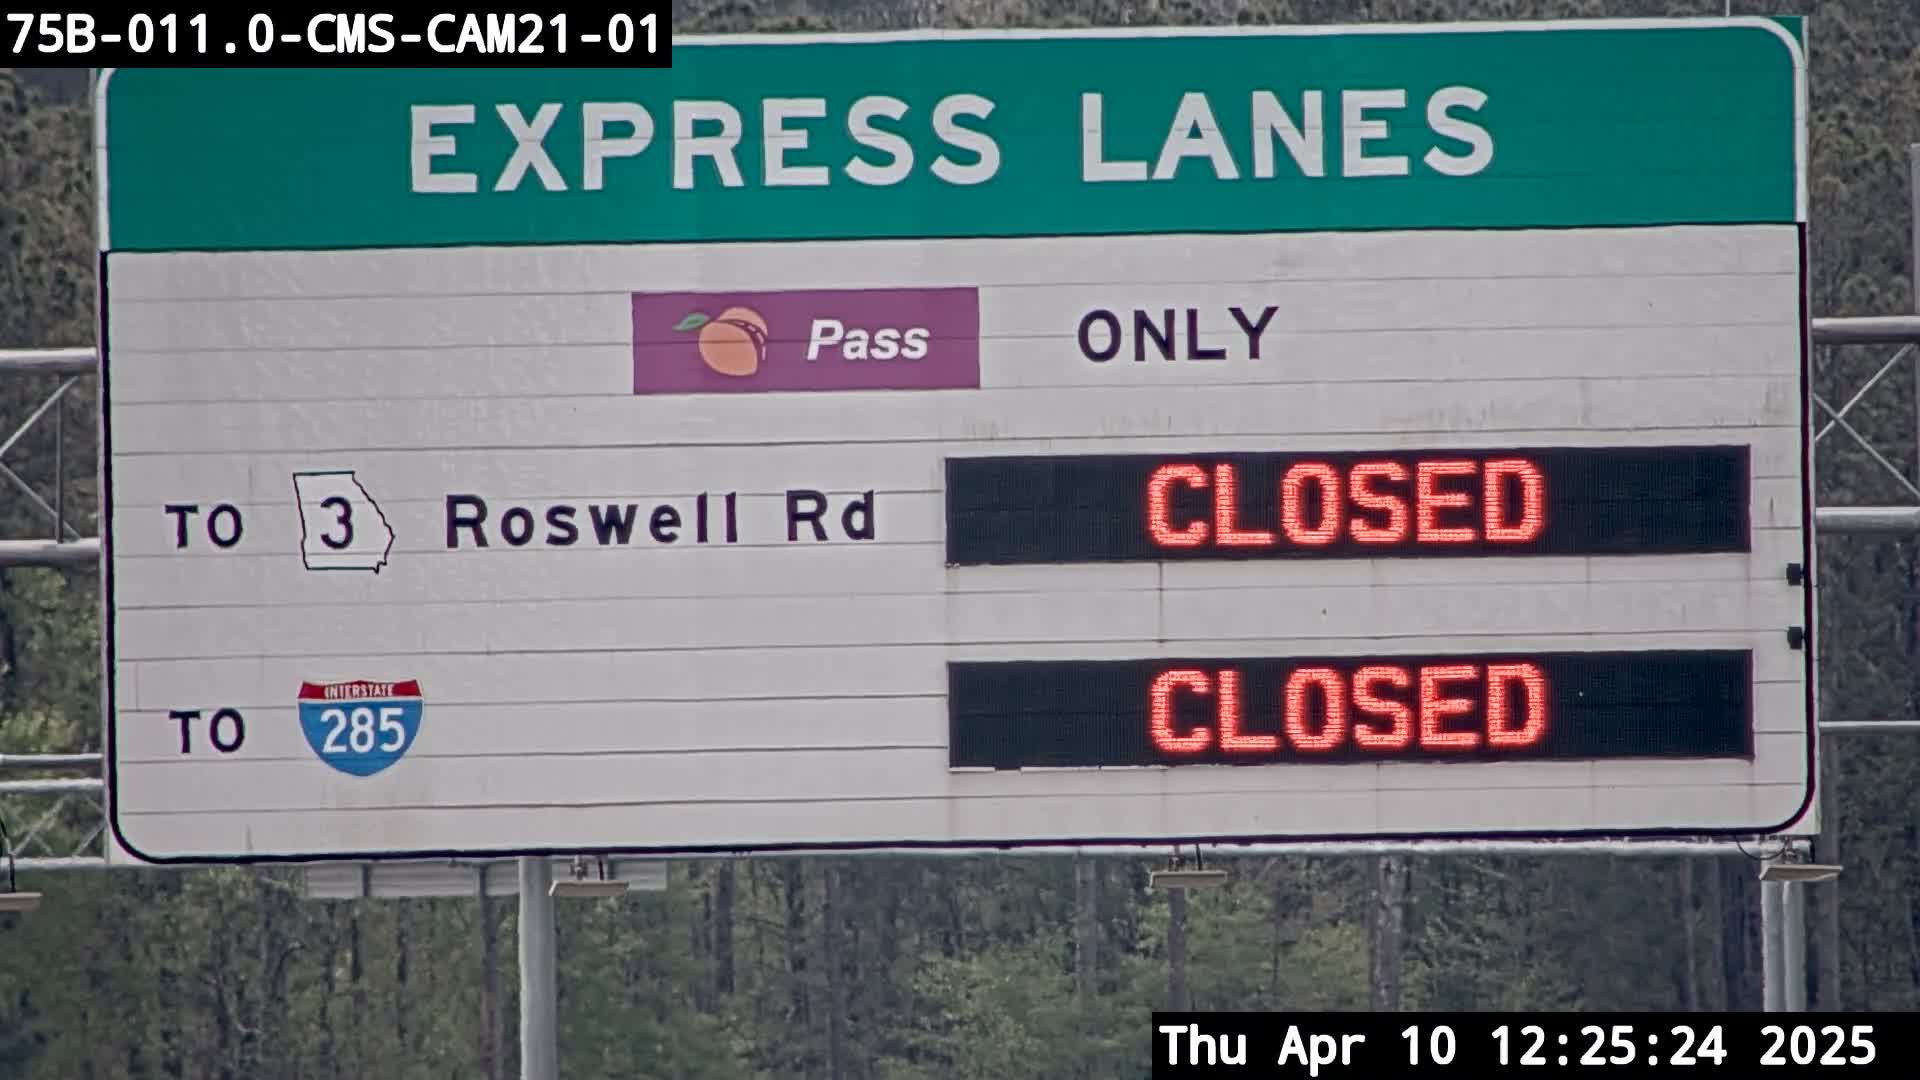 75B-011.0-CMS-CAM21-01
EXPRESS LANES
Pass ONLY
TO 3 Roswell Rd CLOSED
TO INTERSTATE 285 CLOSED
Thu Apr 10 12:25:24 2025